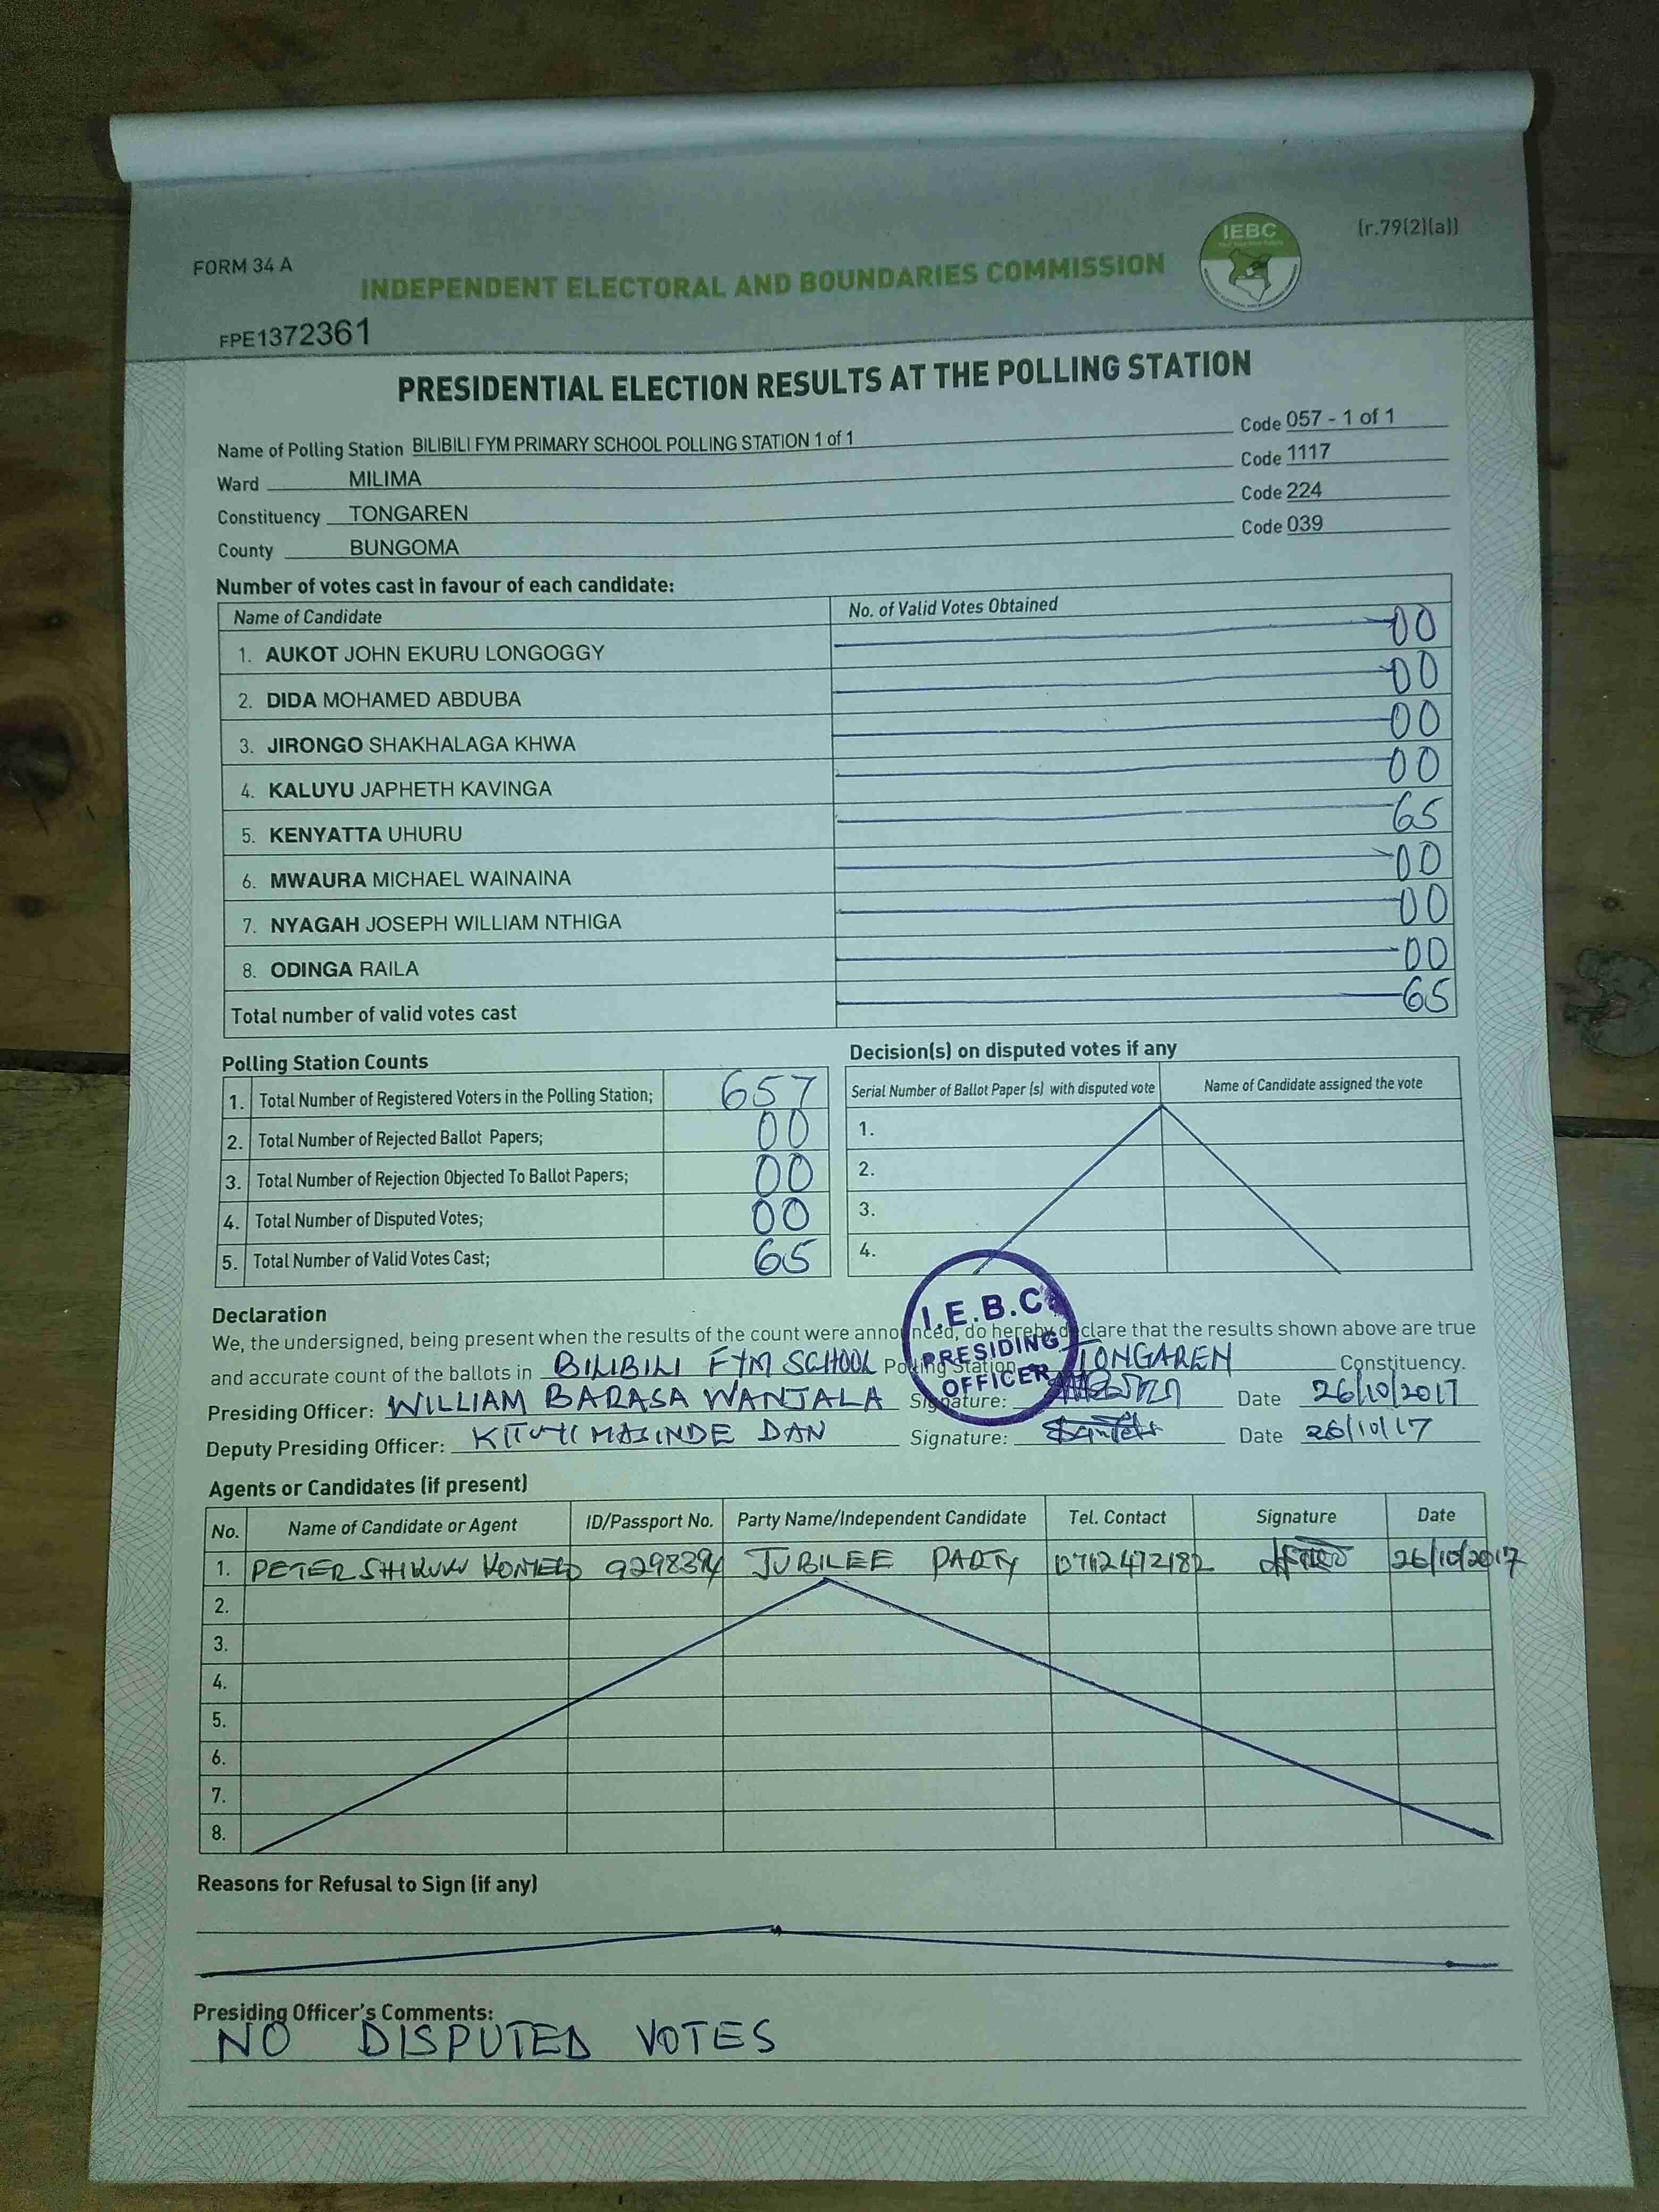 (r.79(2)(a))
FORM 34 A
IEBC
INDEPENDENT ELECTORAL AND BOUNDARIES COMMISSION
FPE1372361
PRESIDENTIAL ELECTION RESULTS AT THE POLLING STATION
Name of Polling Station BILIBILI FYM PRIMARY SCHOOL POLLING STATION 1 of 1 Code 057 - 1 of 1
Ward MILIMA Code 1117
Constituency TONGAREN Code 224
County BUNGOMA Code 039
Number of votes cast in favour of each candidate:
Name of Candidate No. of Valid Votes Obtained
1. AUKOT JOHN EKURU LONGOGGY 00
2. DIDA MOHAMED ABDUBA 00
3. JIRONGO SHAKHALAGA KHWA 00
4. KALUYU JAPHETH KAVINGA 00
5. KENYATTA UHURU 65
6. MWAURA MICHAEL WAINAINA 00
7. NYAGAH JOSEPH WILLIAM NTHIGA 00
8. ODINGA RAILA 00
Total number of valid votes cast 65
Polling Station Counts
1. Total Number of Registered Voters in the Polling Station; 657
2. Total Number of Rejected Ballot Papers; 00
3. Total Number of Rejection Objected To Ballot Papers; 00
4. Total Number of Disputed Votes; 00
5. Total Number of Valid Votes Cast; 65
Decision(s) on disputed votes if any
Serial Number of Ballot Paper (s) with disputed vote Name of Candidate assigned the vote
1.
2.
3.
4.
I.E.B.C
PRESIDING
OFFICER
Declaration
We, the undersigned, being present when the results of the count were announced, do hereby declare that the results shown above are true
and accurate count of the ballots in BILIBILI FYM SCHOOL Polling Station TONGAREN Constituency.
Presiding Officer: WILLIAM BARASA WANJALA Signature: Date 26/10/2017
Deputy Presiding Officer: MASINDE DAN Signature: Date 26/10/17
Agents or Candidates (if present)
No. Name of Candidate or Agent ID/Passport No. Party Name/Independent Candidate Tel. Contact Signature Date
1. PETER JUBILEE PARTY 0712472182 26/10/2017
2.
3.
4.
5.
6.
7.
8.
Reasons for Refusal to Sign (if any)
Presiding Officer's Comments:
NO DISPUTED VOTES